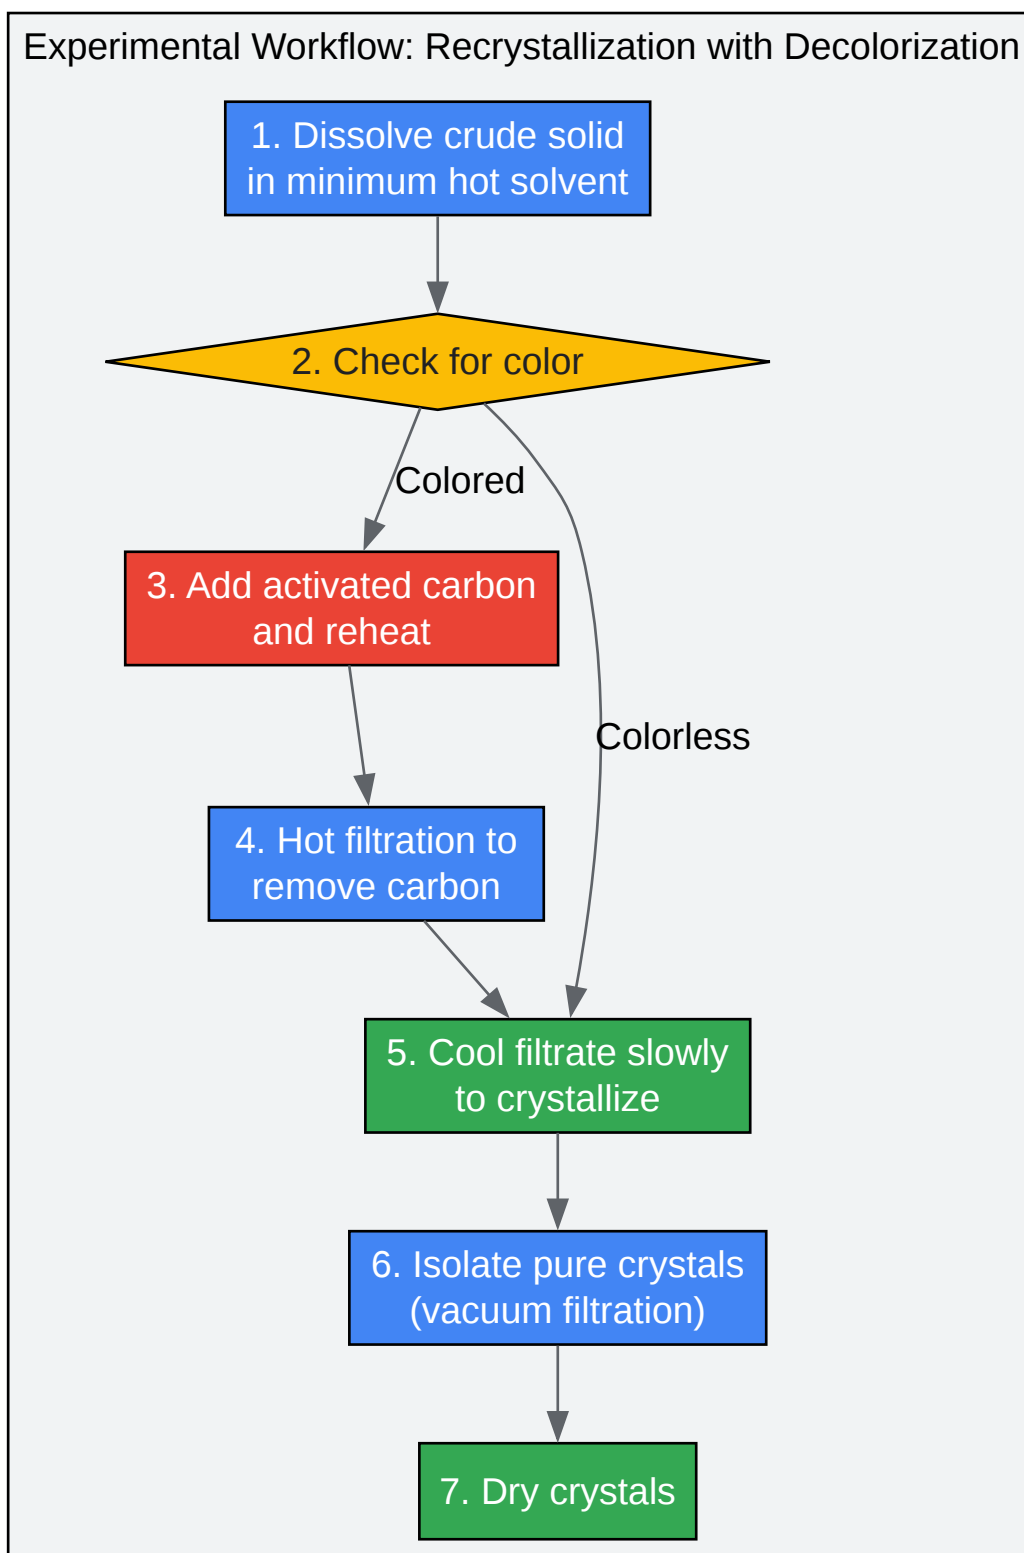 Experimental Workflow: Recrystallization with Decolorization
1. Dissolve crude solid
in minimum hot solvent
2. Check for color
Colored
3. Add activated carbon
and reheat
Colorless
4. Hot filtration to
remove carbon
5. Cool filtrate slowly
to crystallize
6. Isolate pure crystals
(vacuum filtration)
7. Dry crystals